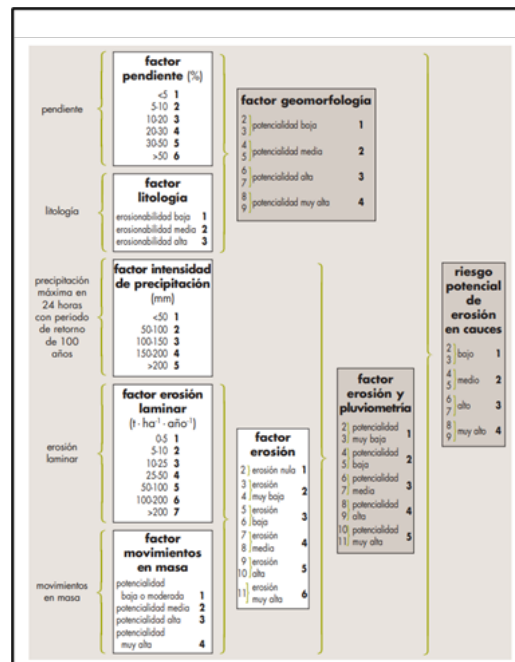 pendiente
factor
pendiente (%)
<5 1
5-10 2
10-20 3
20-30 4
30-50 5
>50 6
litología
factor
litología
erosionabilidad baja 1
erosionabilidad media 2
erosionabilidad alta 3
factor geomorfología
2
3
potencialidad baja 1
4
5
potencialidad media 2
6
7
potencialidad alta 3
8
9
potencialidad muy alta 4
precipitación
máxima en
24 horas
con periodo
de retorno
de 100
años
factor intensidad
de precipitación
(mm)
<50 1
50-100 2
100-150 3
150-200 4
>200 5
erosión
laminar
factor erosión
laminar
(t · ha⁻¹ · año⁻¹)
0-5 1
5-10 2
10-25 3
25-50 4
50-100 5
100-200 6
>200 7
movimientos
en masa
factor
movimientos
en masa
potencialidad
baja o moderada 1
potencialidad media 2
potencialidad alta 3
potencialidad
muy alta 4
factor
erosión
2 erosión nula 1
3 erosión
4 muy baja 2
5 erosión
6 baja 3
7 erosión
8 media 4
9 erosión
10 alta 5
11 erosión
muy alta 6
factor
erosión y
pluviometría
2 potencialidad
3 muy baja 1
4 potencialidad
5 baja 2
6 potencialidad
7 media 3
8 potencialidad
9 alta 4
10 potencialidad
11 muy alta 5
riesgo
potencial
de
erosión
en cauces
2
3
bajo 1
4
5
medio 2
6
7
alto 3
8
9
muy alto 4